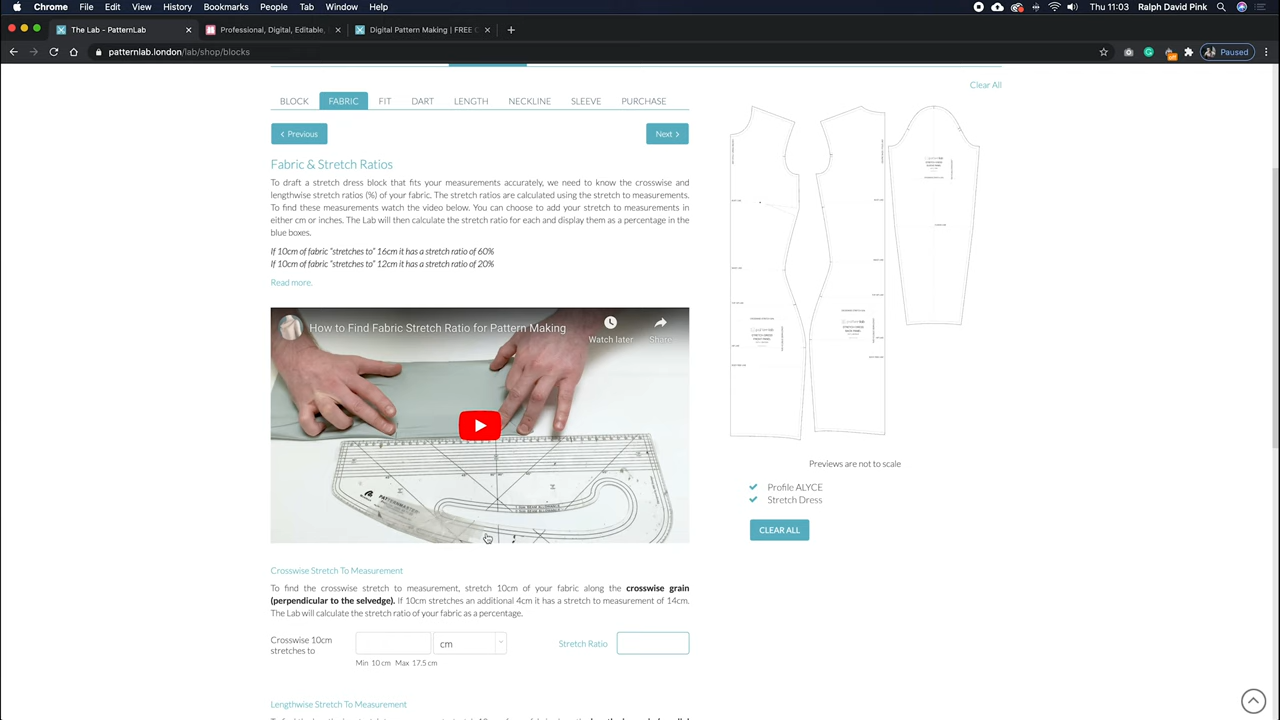 Chrome File Edit View History Bookmarks People Tab Window Help Thu 11:03 Ralph David Pink
The Lab - PatternLab Professional, Digital, Editable, Digital Pattern Making | FREE C
patternlab.london/lab/shop/blocks Paused
Clear All
BLOCK FABRIC FIT DART LENGTH NECKLINE SLEEVE PURCHASE
Previous Next
Fabric & Stretch Ratios
To draft a stretch dress block that fits your measurements accurately, we need to know the crosswise and
lengthwise stretch ratios (%) of your fabric. The stretch ratios are calculated using the stretch to measurements.
To find these measurements watch the video below. You can choose to add your stretch to measurements in
either cm or inches. The Lab will then calculate the stretch ratio for each and display them as a percentage in the
blue boxes.
If 10cm of fabric "stretches to" 16cm it has a stretch ratio of 60%
If 10cm of fabric "stretches to" 12cm it has a stretch ratio of 20%
Read more.
How to Find Fabric Stretch Ratio for Pattern Making
Watch later Share
Previews are not to scale
Profile ALYCE
Stretch Dress
CLEAR ALL
Crosswise Stretch To Measurement
To find the crosswise stretch to measurement, stretch 10cm of your fabric along the crosswise grain
(perpendicular to the selvedge). If 10cm stretches an additional 4cm it has a stretch to measurement of 14cm.
The Lab will calculate the stretch ratio of your fabric as a percentage.
Crosswise 10cm
stretches to
cm
Stretch Ratio
Min 10 cm Max 17.5 cm
Lengthwise Stretch To Measurement